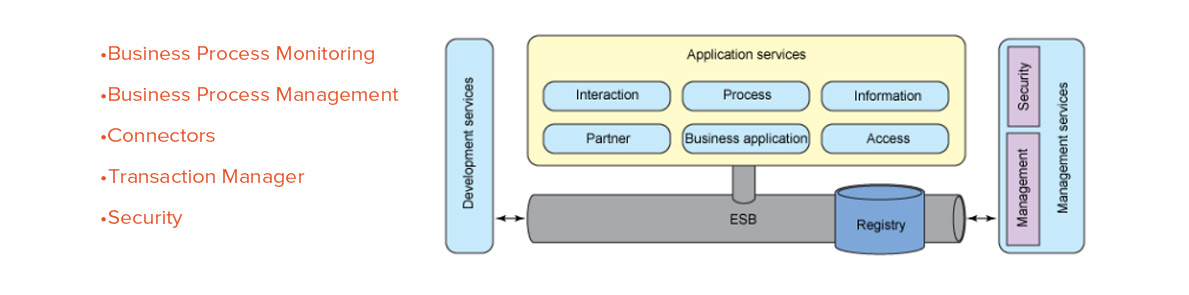 •Business Process Monitoring
•Business Process Management
•Connectors
•Transaction Manager
•Security
Development services
Application services
Interaction
Process
Information
Partner
Business application
Access
ESB
Registry
Security
Management
Management services